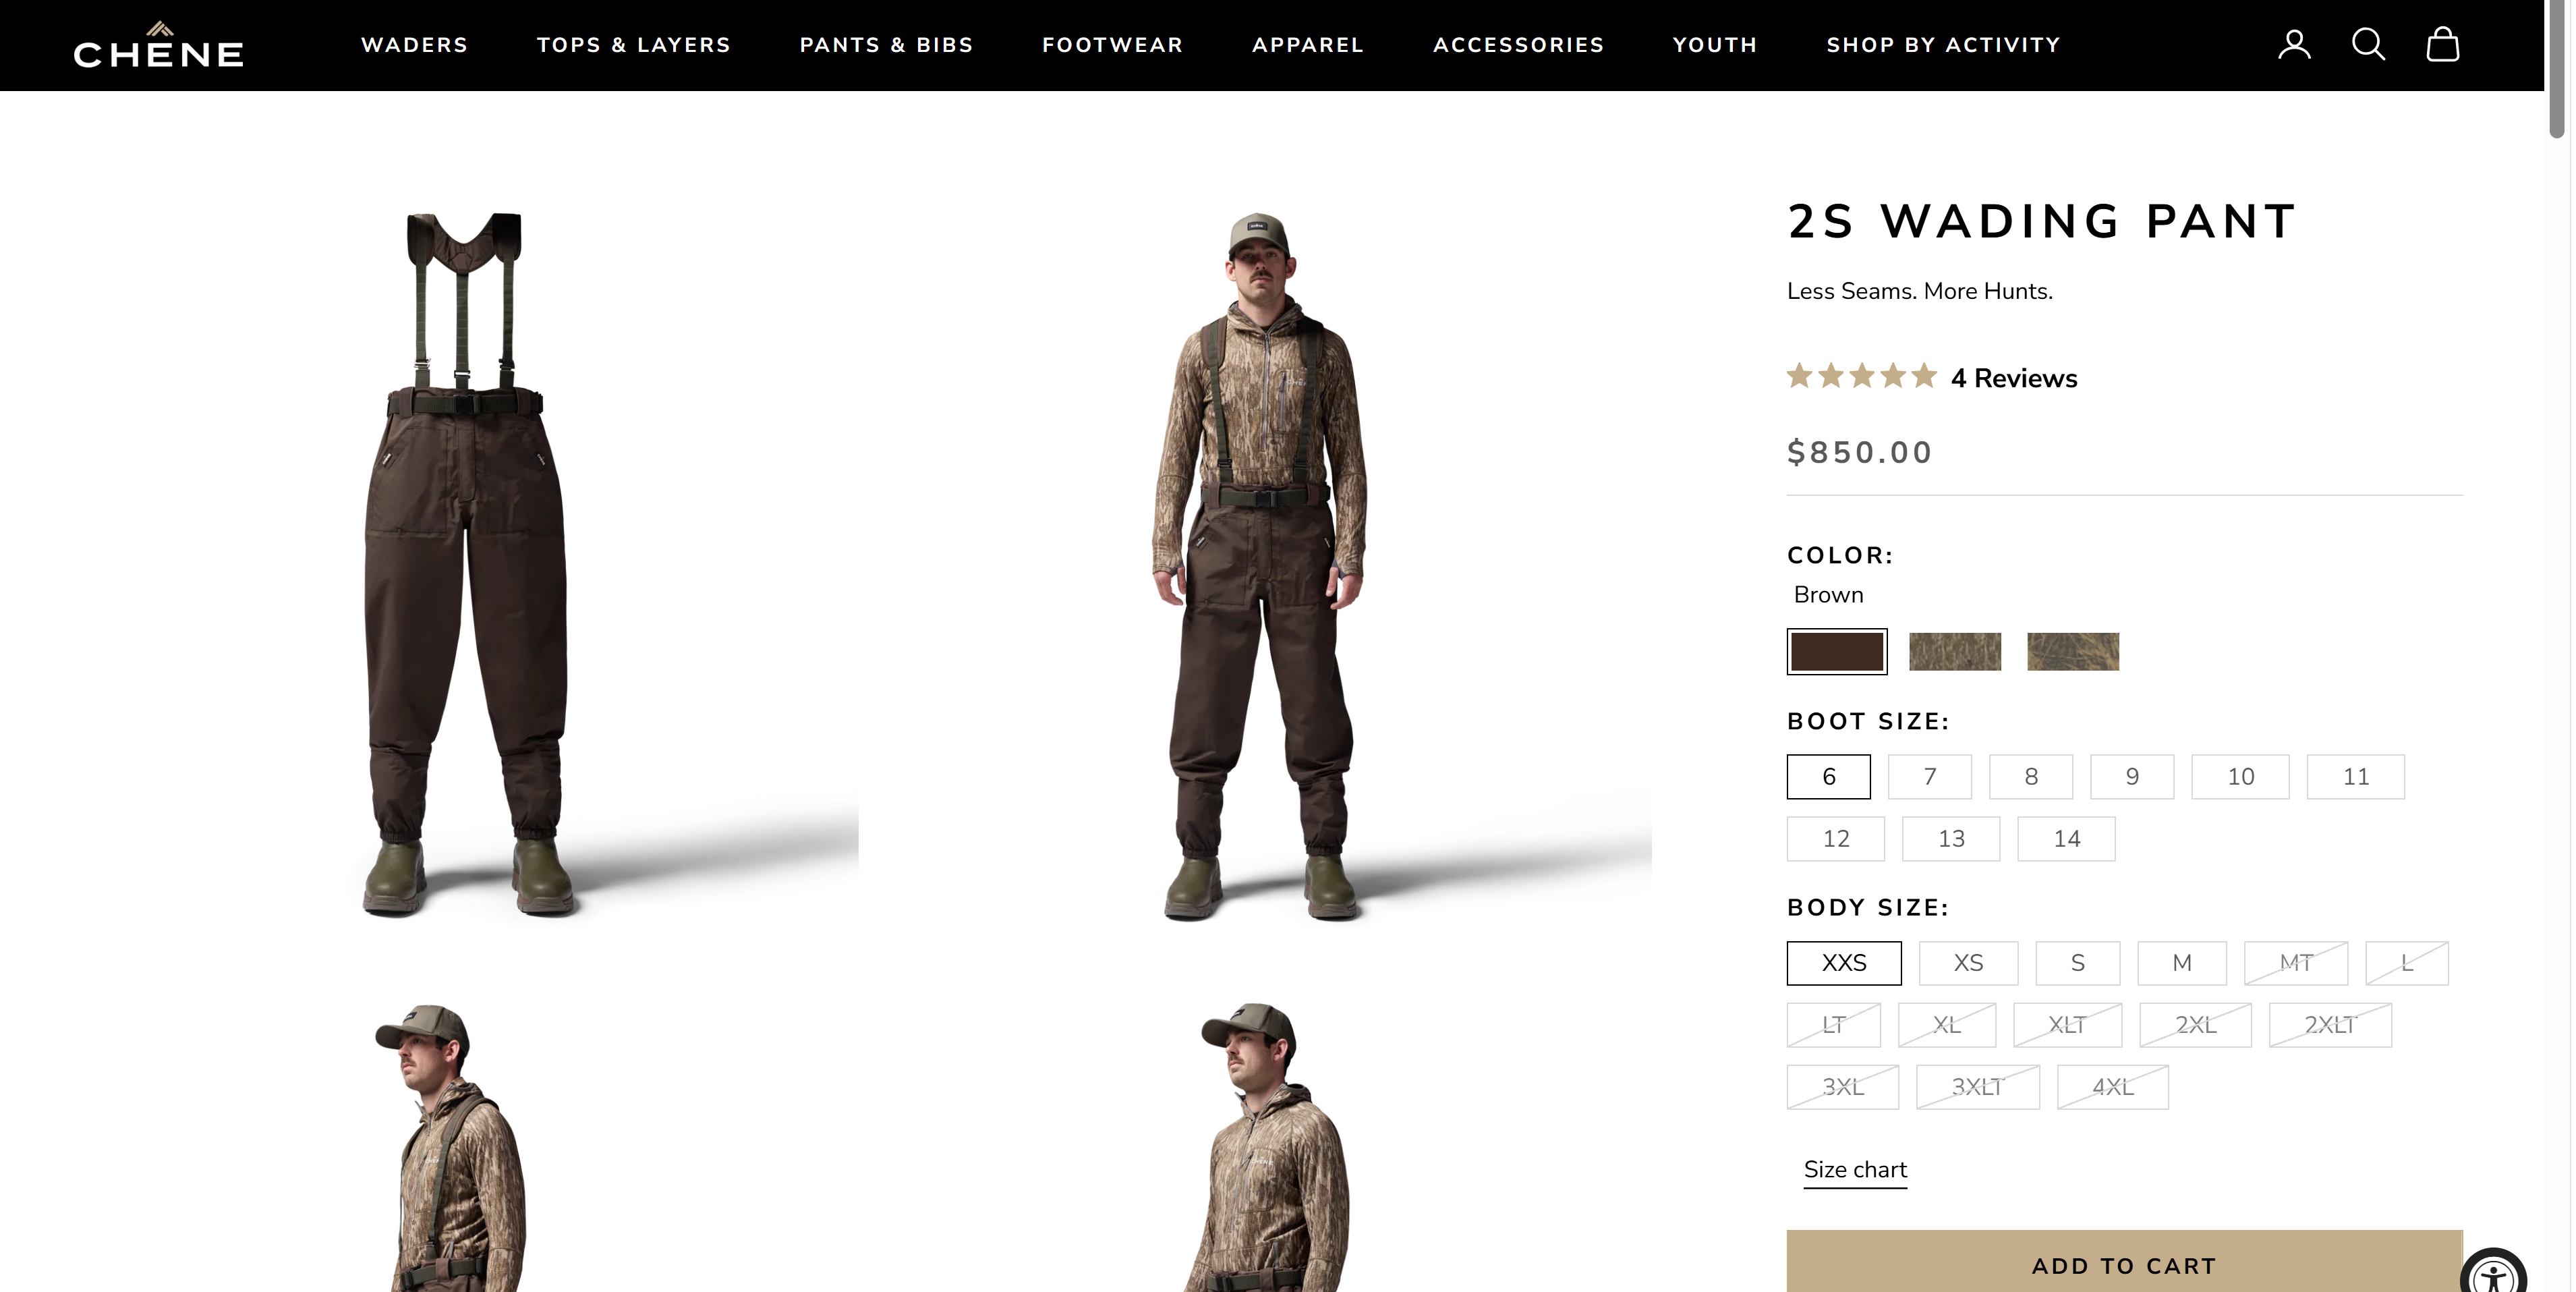 CHENE
WADERS TOPS & LAYERS PANTS & BIBS FOOTWEAR APPAREL ACCESSORIES YOUTH SHOP BY ACTIVITY
2S WADING PANT
Less Seams. More Hunts.
4 Reviews
$850.00
COLOR:
Brown
BOOT SIZE:
6 7 8 9 10 11
12 13 14
BODY SIZE:
XXS XS S M MT L
LT XL XLT 2XL 2XLT
3XL 3XLT 4XL
Size chart
ADD TO CART